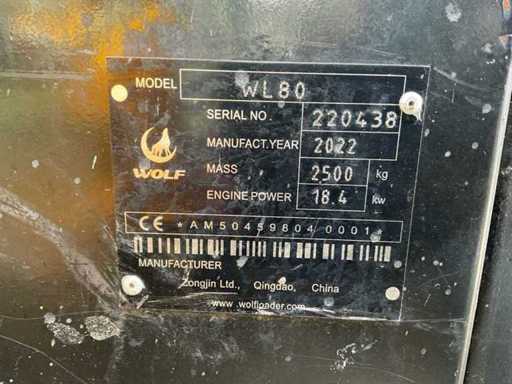 MODEL WL80
SERIAL NO. 220438
MANUFACT.YEAR 2022
MASS 2500 kg
ENGINE POWER 18.4 kw
WOLF
CE *AM50459804 0001*
MANUFACTURER
Zongjin Ltd., Qingdao, China
www.wolfloader.com